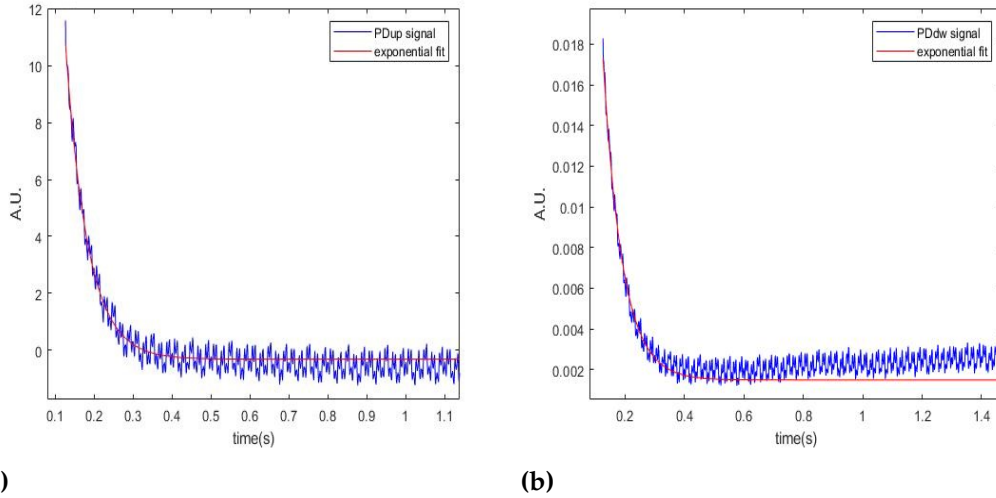 12
10
8
6
4
2
0
A.U.
0.1 0.2 0.3 0.4 0.5 0.6 0.7 0.8 0.9 1 1.1
time(s)
PDup signal
exponential fit
)
0.018
0.016
0.014
0.012
0.01
0.008
0.006
0.004
0.002
A.U.
0.2 0.4 0.6 0.8 1 1.2 1.4
time(s)
PDdw signal
exponential fit
(b)